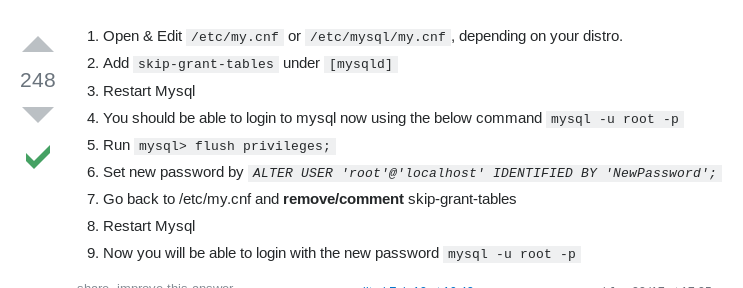 1. Open & Edit /etc/my.cnf or /etc/mysql/my.cnf, depending on your distro.
2. Add skip-grant-tables under [mysqld]
3. Restart Mysql
248
4. You should be able to login to mysql now using the below command mysql -u root -p
5. Run mysql> flush privileges;
6. Set new password by ALTER USER 'root'@'localhost' IDENTIFIED BY 'NewPassword';
7. Go back to /etc/my.cnf and remove/comment skip-grant-tables
8. Restart Mysql
9. Now you will be able to login with the new password mysql -u root -p
share improve this answer